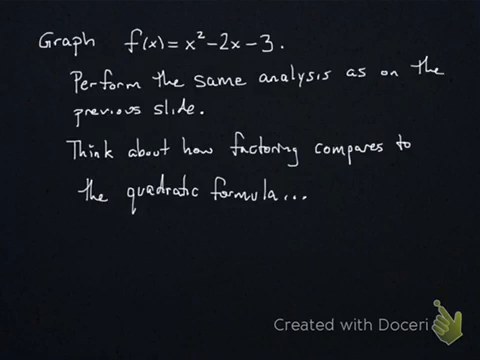 Graph f(x) = x² - 2x - 3.
Perform the same analysis as on the
previous slide.
Think about how factoring compares to
the quadratic formula...
Created with Doceri